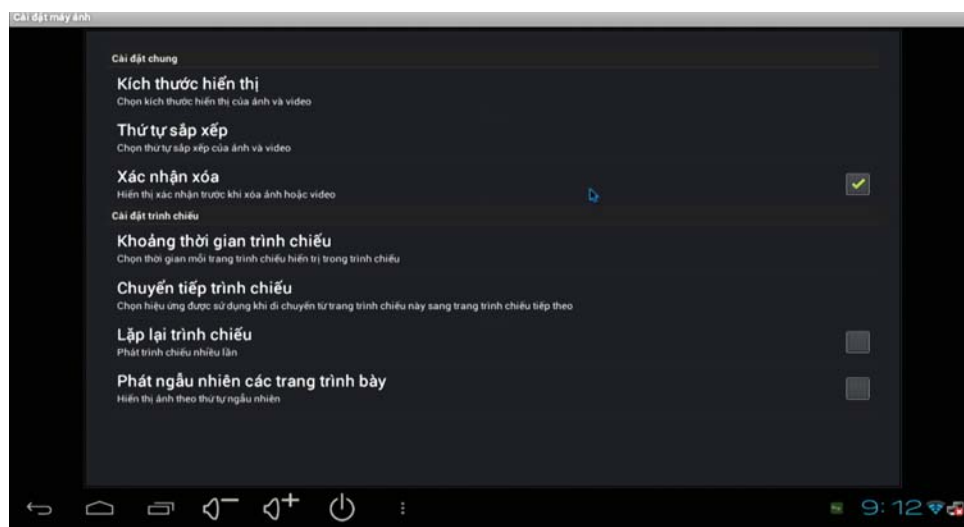 Cài đặt máy ảnh
Cài đặt chung
Kích thước hiển thị
Chọn kích thước hiển thị của ảnh và video
Thứ tự sắp xếp
Chọn thứ tự sắp xếp của ảnh và video
Xác nhận xóa
Hiển thị xác nhận trước khi xóa ảnh hoặc video
Cài đặt trình chiếu
Khoảng thời gian trình chiếu
Chọn thời gian mỗi trang trình chiếu hiển trị trong trình chiếu
Chuyển tiếp trình chiếu
Chọn hiệu ứng được sử dụng khi di chuyển từ trang trình chiếu này sang trang trình chiếu tiếp theo
Lặp lại trình chiếu
Phát trình chiếu nhiều lần
Phát ngẫu nhiên các trang trình bày
Hiển thị ảnh theo thứ tự ngẫu nhiên
9:12